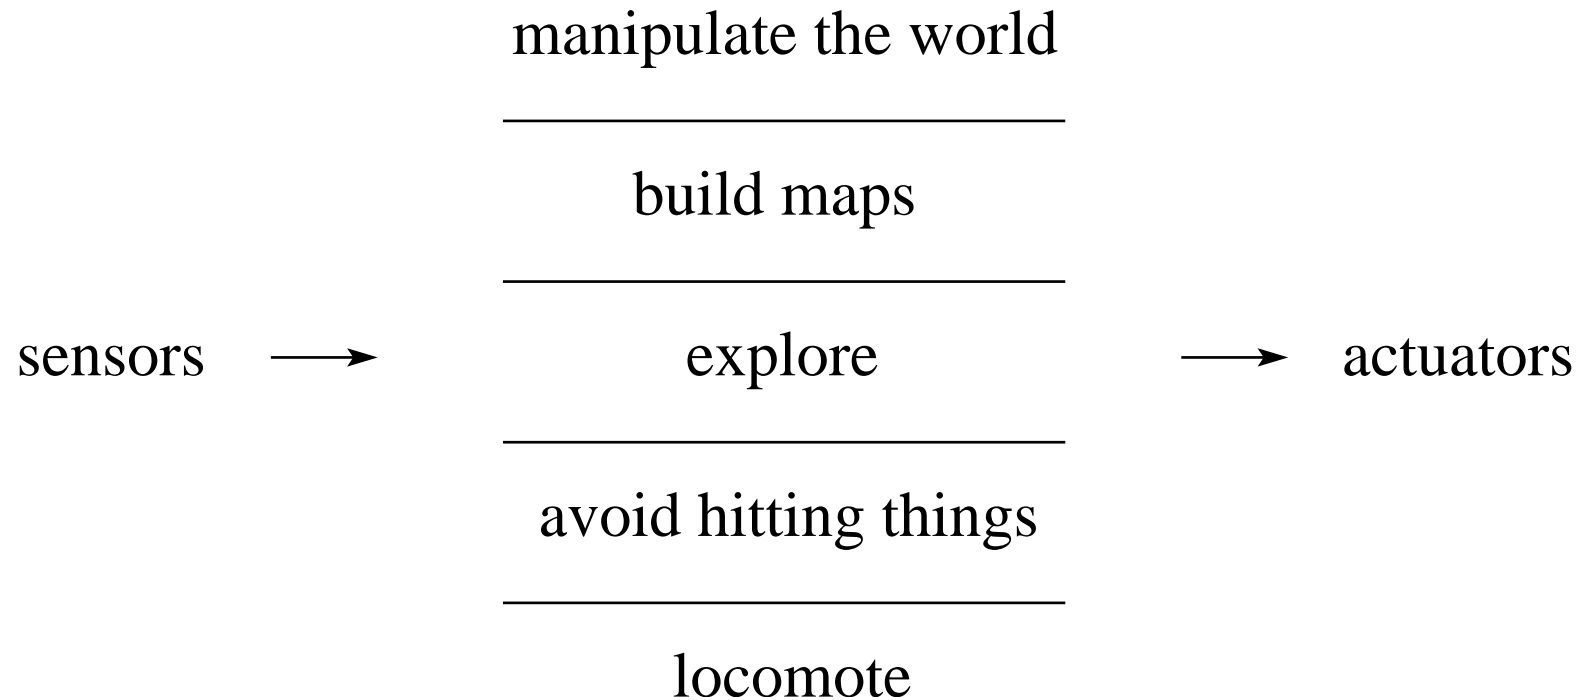 manipulate the world
build maps
sensors explore actuators
avoid hitting things
locomote